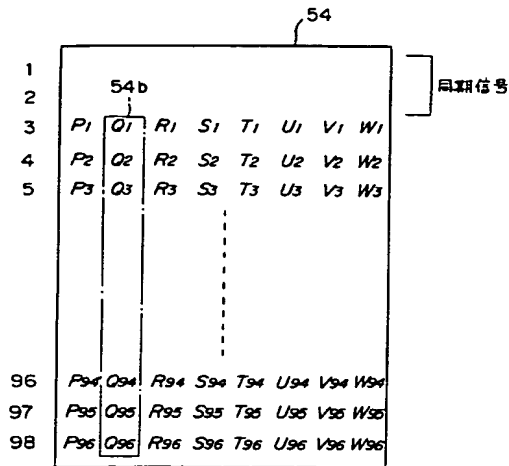 54
1
同期信号
2
54b
3 P1 Q1 R1 S1 T1 U1 V1 W1
4 P2 Q2 R2 S2 T2 U2 V2 W2
5 P3 Q3 R3 S3 T3 U3 V3 W3
96 P94 Q94 R94 S94 T94 U94 V94 W94
97 P95 Q95 R95 S95 T95 U95 V95 W95
98 P96 Q96 R96 S96 T96 U96 V96 W96